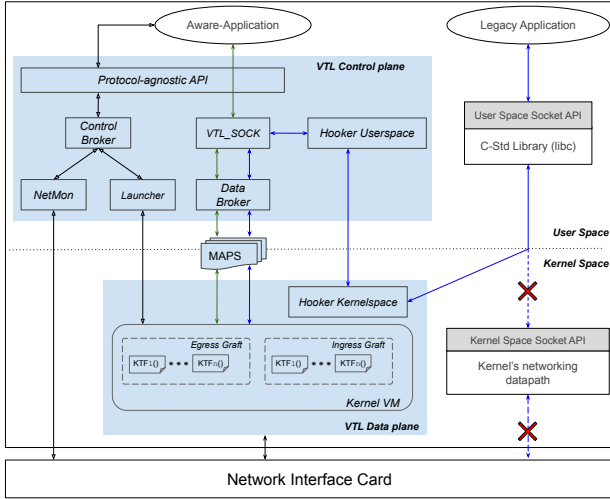 Aware-Application
Legacy Application
VTL Control plane
Protocol-agnostic API
Control
Broker
VTL_SOCK
Hooker Userspace
User Space Socket API
C-Std Library (libc)
NetMon
Launcher
Data
Broker
User Space
Kernel Space
MAPS
Hooker Kernelspace
Egress Graft
Ingress Graft
KTF1() *** KTFn()
KTF1() *** KTFn()
Kernel VM
VTL Data plane
Kernel Space Socket API
Kernel's networking
datapath
Network Interface Card